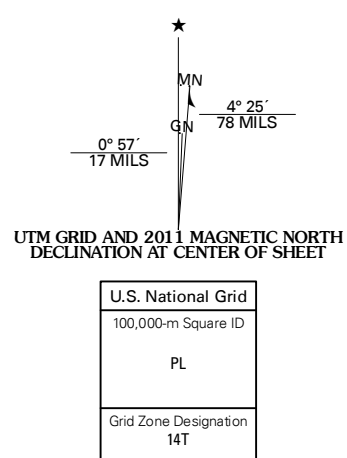 ★
MN
4° 25´
78 MILS
GN
0° 57´
17 MILS
UTM GRID AND 2011 MAGNETIC NORTH
DECLINATION AT CENTER OF SHEET
U.S. National Grid
100,000-m Square ID
PL
Grid Zone Designation
14T